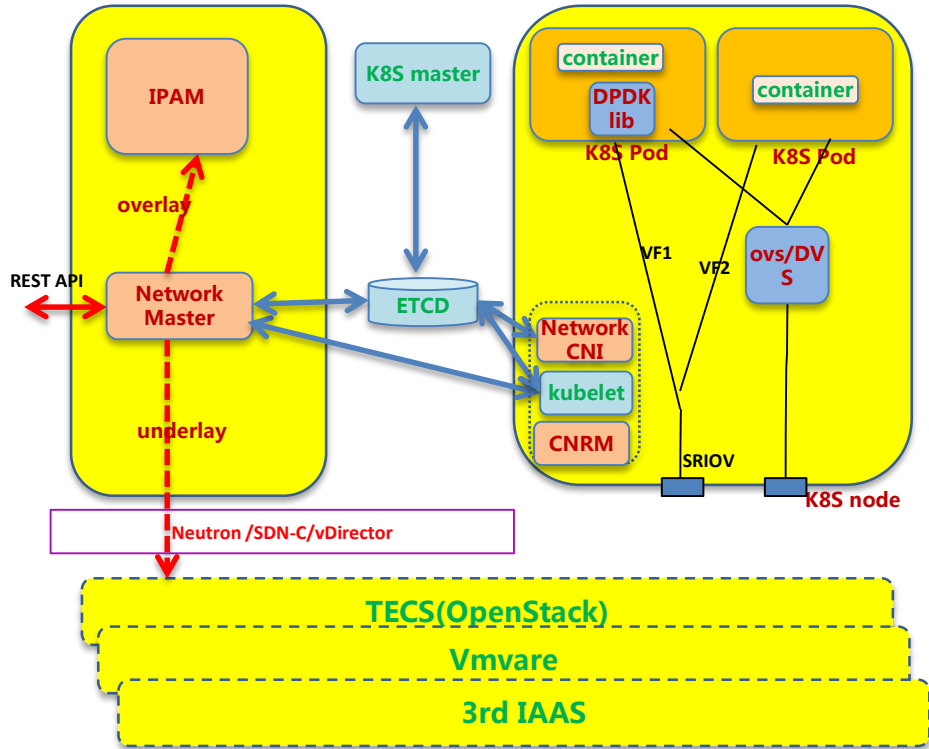 IPAM
overlay
REST API
Network
Master
underlay
K8S master
ETCD
container
DPDK
lib
K8S Pod
container
K8S Pod
VF1
VF2
ovs/DV
S
Network
CNI
kubelet
CNRM
SRIOV
K8S node
Neutron /SDN-C/vDirector
TECS(OpenStack)
Vmvare
3rd IAAS